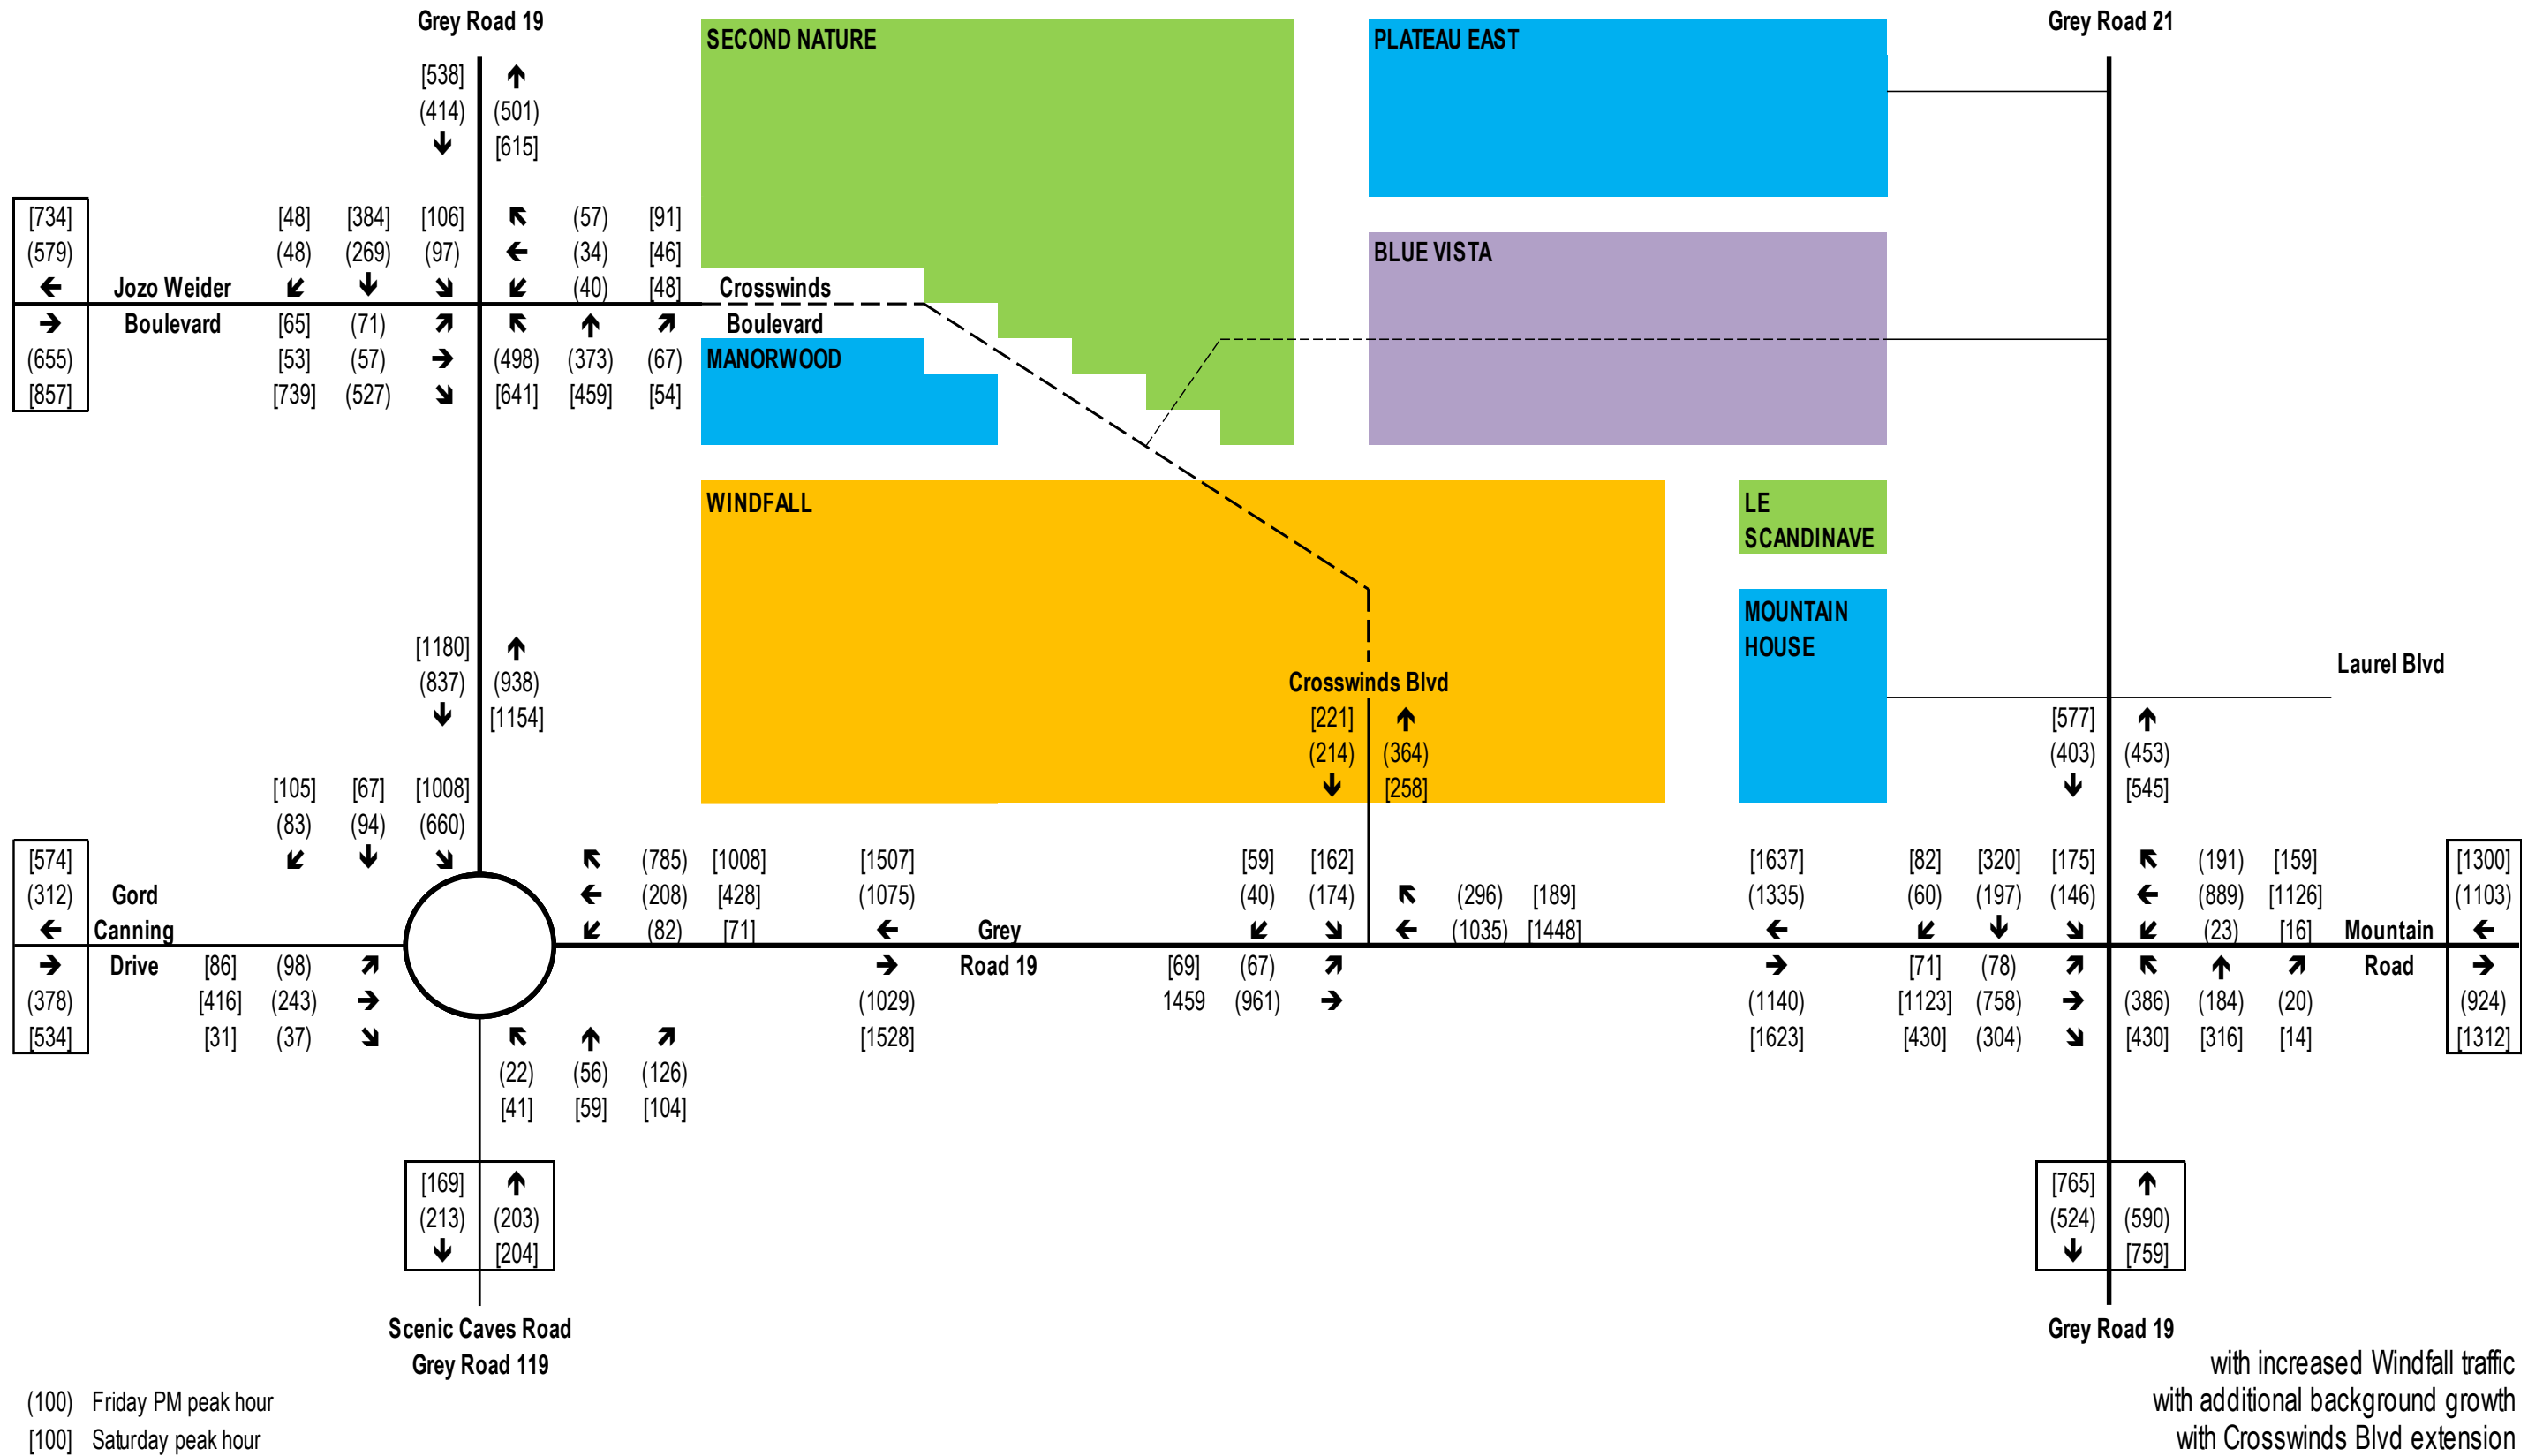 Grey Road 19 Grey Road 21
SECOND NATURE PLATEAU EAST
[538]
(414) (501)
[615]
[734] [48] [384] [106] (57) [91]
(579) (48) (269) (97) (34) [46] BLUE VISTA
Jozo Weider (40) [48] Crosswinds
Boulevard [65] (71) Boulevard
(655) [53] (57) (498) (373) (67) MANORWOOD
[857] [739] (527) [641] [459] [54]
WINDFALL LE
SCANDINAVE
MOUNTAIN
[1180] HOUSE
Laurel Blvd
(837) (938) Crosswinds Blvd
[1154] [221] [577]
(214) (364) (403) (453)
[105] [67] [1008] [258] [545]
(83) (94) (660)
[574] (785) [1008] [1507] [59] [162] [1637] [82] [320] [175] (191) [159] [1300]
(312) Gord (208) [428] (1075) (40) (174) (296) [189] (1335) (60) (197) (146) (889) [1126] (1103)
Canning (82) [71] Grey (1035) [1448] (23) [16] Mountain
Drive [86] (98) Road 19 [69] (67) [71] (78) Road
(378) [416] (243) (1029) 1459 (961) (1140) [1123] (758) (386) (184) (20) (924)
[534] [31] (37) [1528] [1623] [430] (304) [430] [316] [14] [1312]
(22) (56) (126)
[41] [59] [104]
[169] [765]
(213) (203) (524) (590)
[204] [759]
Scenic Caves Road Grey Road 19
Grey Road 119
with increased Windfall traffic
(100) Friday PM peak hour with additional background growth
[100] Saturday peak hour with Crosswinds Blvd extension